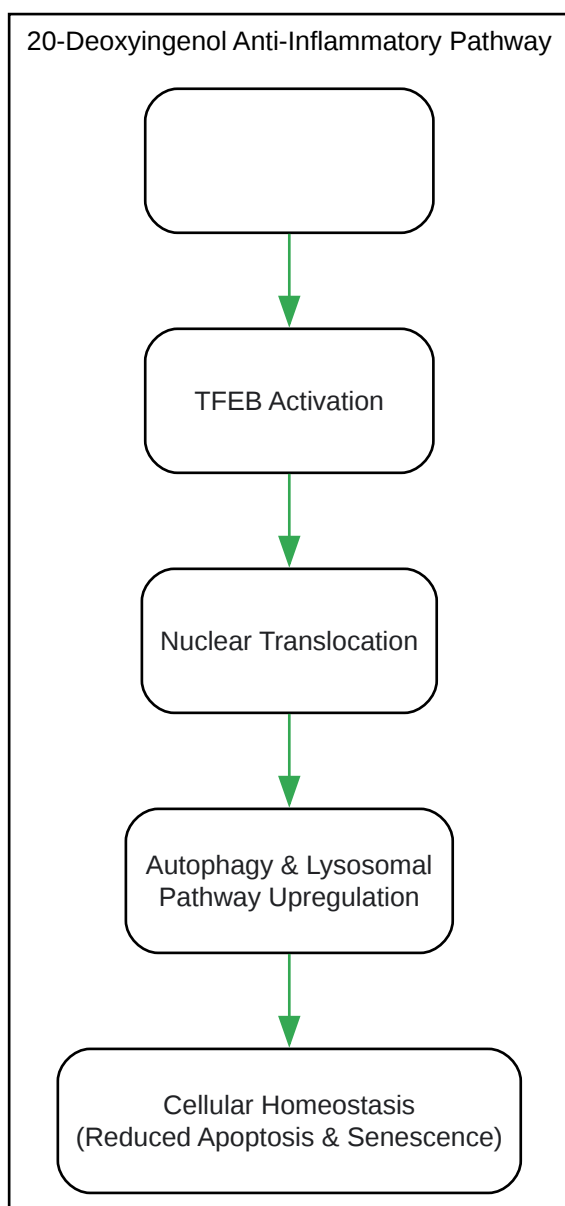 20-Deoxyingenol Anti-Inflammatory Pathway
TFEB Activation
Nuclear Translocation
Autophagy & Lysosomal
Pathway Upregulation
Cellular Homeostasis
(Reduced Apoptosis & Senescence)